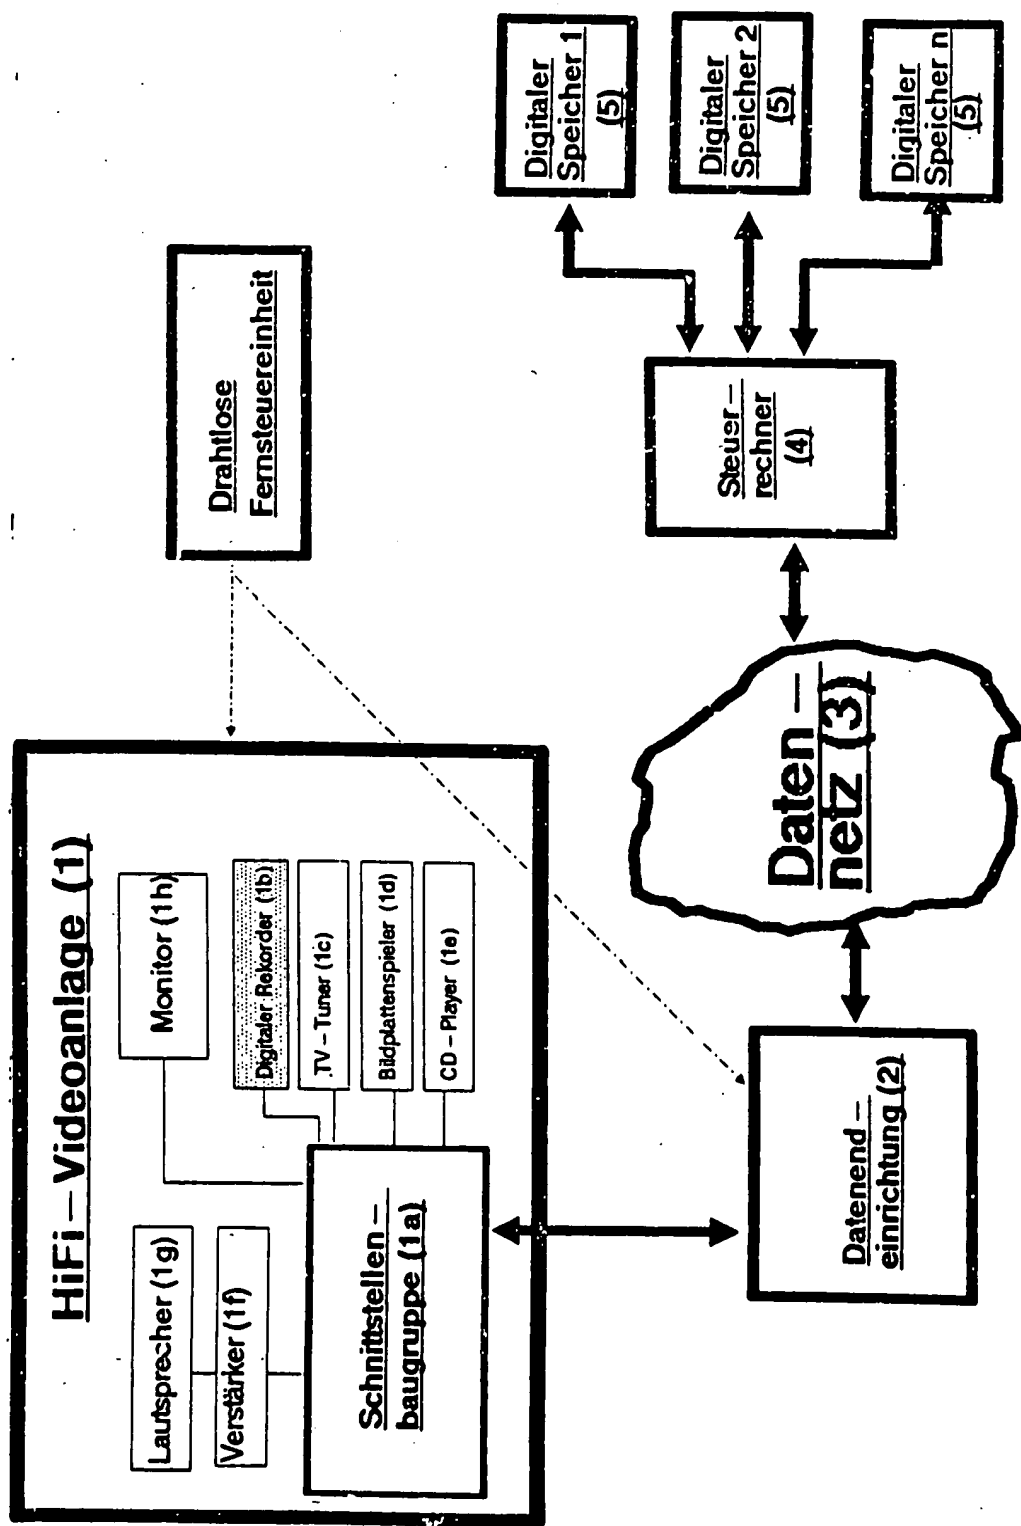 HiFi – Videoanlage (1)
Lautsprecher (1g)
Verstärker (1f)
Monitor (1h)
Digitaler Rekorder (1b)
TV – Tuner (1c)
Bildplattenspieler (1d)
CD – Player (1e)
Schnittstellen –
baugruppe (1a)
Drahtlose
Fernsteuereinheit
Datenend –
einrichtung (2)
Daten –
netz (3)
Steuer –
rechner
(4)
Digitaler
Speicher 1
(5)
Digitaler
Speicher 2
(5)
Digitaler
Speicher n
(5)